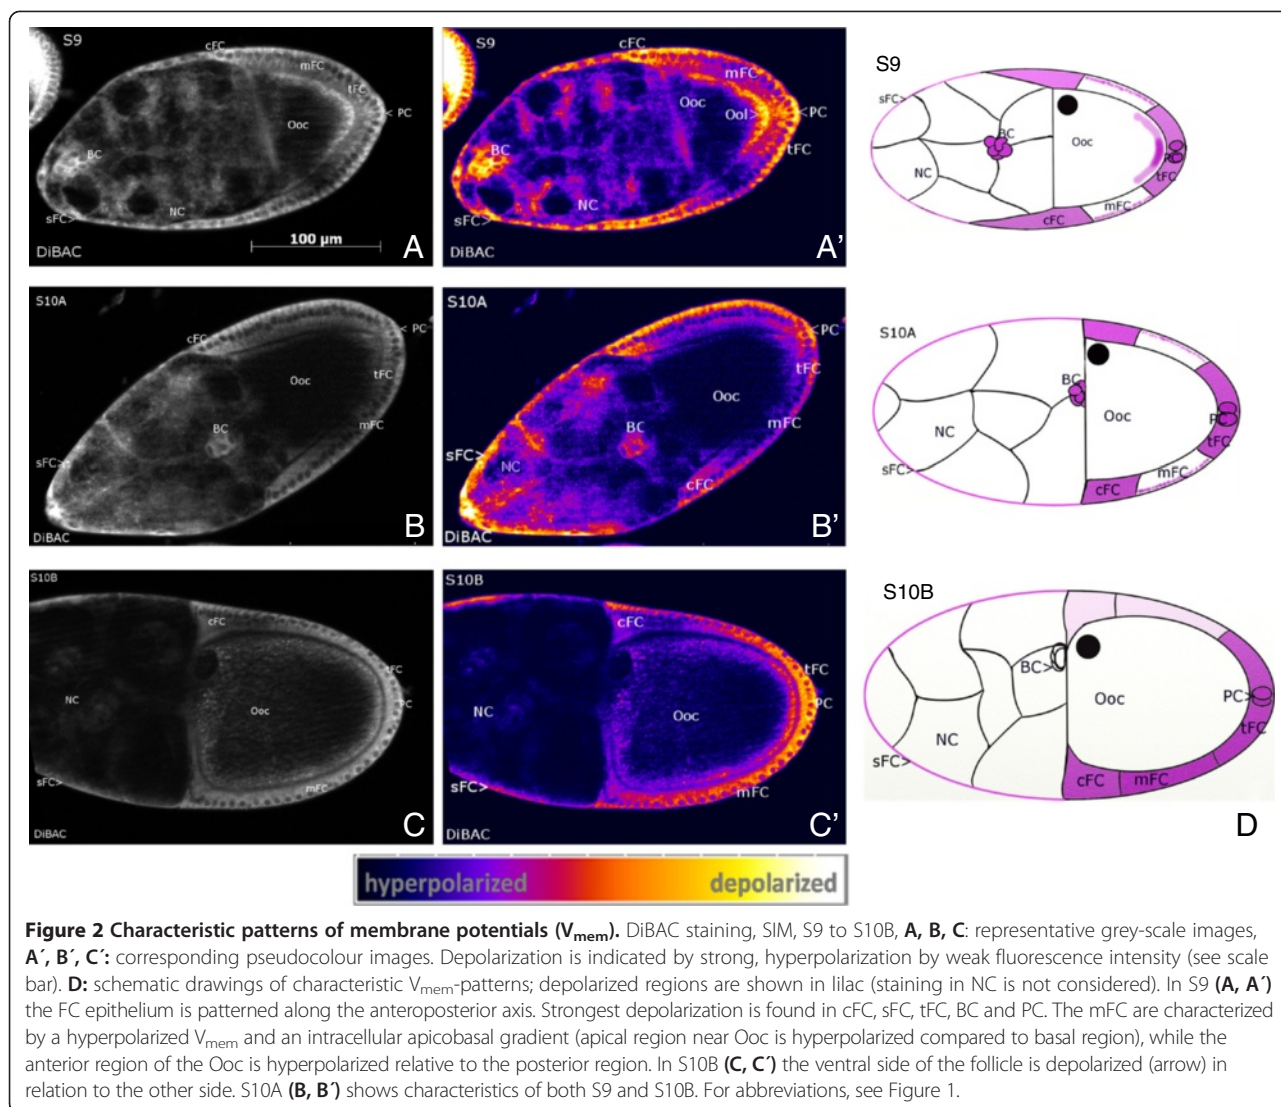 S9
cFC
mFC
tFC
PC
Ooc
BC
NC
sFC>
100 µm
DiBAC
A
S9
cFC
mFC
Ooc
Ool>
< PC
tFC
BC
NC
sFC>
DiBAC
A'
S9
sFC>
BC
Ooc
NC
PC
tFC
mFC
cFC
S10A
cFC
< PC
Ooc
tFC
mFC
BC
sFC>
DiBAC
B
S10A
< PC
tFC
Ooc
mFC
BC
sFC>
NC
cFC
DiBAC
B'
S10A
BC
Ooc
NC
PC
tFC
sFC>
mFC
cFC
S10B
cFC
tFC
PC
NC
Ooc
sFC>
mFC
DiBAC
C
S10B
cFC
tFC
PC
NC
Ooc
sFC>
mFC
DiBAC
C'
S10B
BC>
Ooc
PC>
tFC
NC
sFC>
cFC
mFC
D
hyperpolarized depolarized
Figure 2 Characteristic patterns of membrane potentials (Vmem). DiBAC staining, SIM, S9 to S10B, A, B, C: representative grey-scale images,
A´, B´, C´: corresponding pseudocolour images. Depolarization is indicated by strong, hyperpolarization by weak fluorescence intensity (see scale
bar). D: schematic drawings of characteristic Vmem-patterns; depolarized regions are shown in lilac (staining in NC is not considered). In S9 (A, A´)
the FC epithelium is patterned along the anteroposterior axis. Strongest depolarization is found in cFC, sFC, tFC, BC and PC. The mFC are characterized
by a hyperpolarized Vmem and an intracellular apicobasal gradient (apical region near Ooc is hyperpolarized compared to basal region), while the
anterior region of the Ooc is hyperpolarized relative to the posterior region. In S10B (C, C´) the ventral side of the follicle is depolarized (arrow) in
relation to the other side. S10A (B, B´) shows characteristics of both S9 and S10B. For abbreviations, see Figure 1.